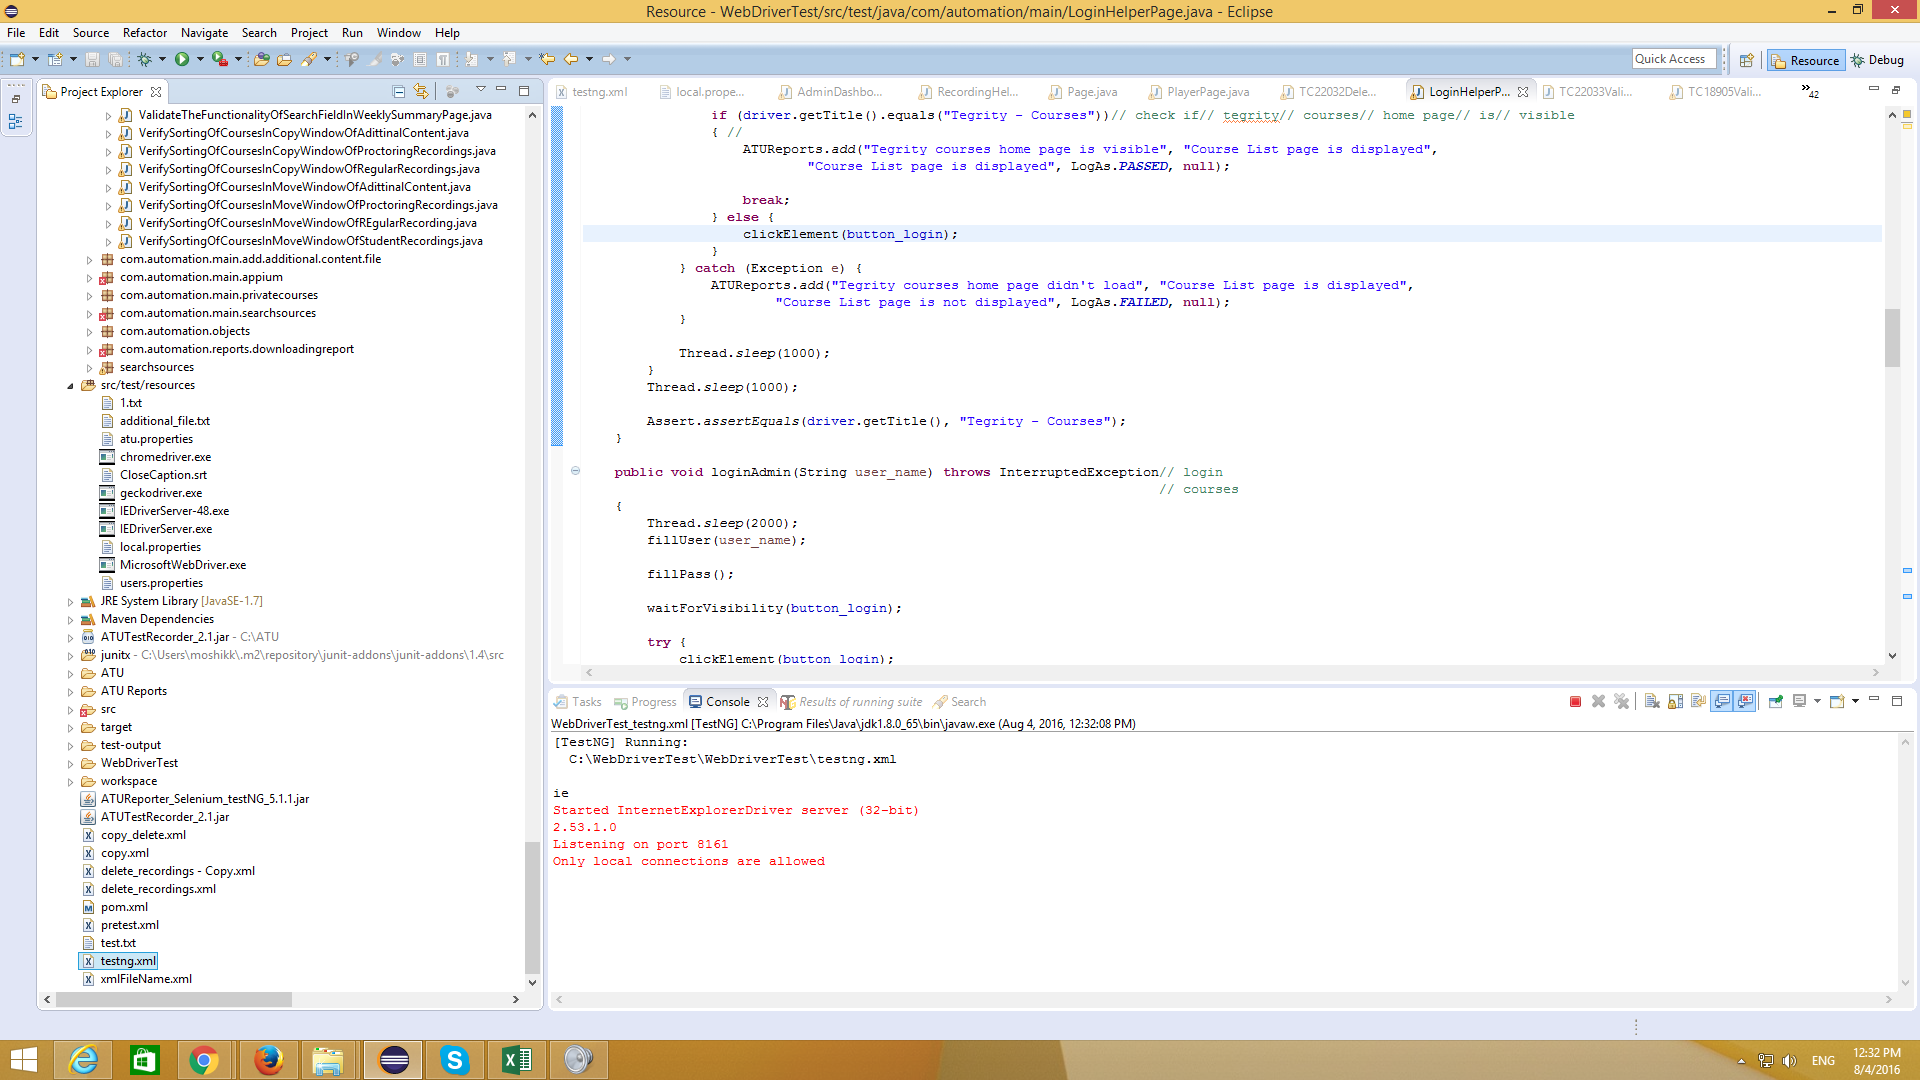 Resource - WebDriverTest/src/test/java/com/automation/main/LoginHelperPage.java - Eclipse
File Edit Source Refactor Navigate Search Project Run Window Help
Quick Access
Resource
Debug
Project Explorer
ValidateTheFunctionalityOfSearchFieldInWeeklySummaryPage.java
VerifySortingOfCoursesInCopyWindowOfAdittinalContent.java
VerifySortingOfCoursesInCopyWindowOfProctoringRecordings.java
VerifySortingOfCoursesInCopyWindowOfRegularRecordings.java
VerifySortingOfCoursesInMoveWindowOfAdittinalContent.java
VerifySortingOfCoursesInMoveWindowOfProctoringRecordings.java
VerifySortingOfCoursesInMoveWindowOfREgularRecording.java
VerifySortingOfCoursesInMoveWindowOfStudentRecordings.java
com.automation.main.add.additional.content.file
com.automation.main.appium
com.automation.main.privatecourses
com.automation.main.searchsources
com.automation.objects
com.automation.reports.downloadingreport
searchsources
src/test/resources
1.txt
additional_file.txt
atu.properties
chromedriver.exe
CloseCaption.srt
geckodriver.exe
IEDriverServer-48.exe
IEDriverServer.exe
local.properties
MicrosoftWebDriver.exe
users.properties
JRE System Library [JavaSE-1.7]
Maven Dependencies
ATUTestRecorder_2.1.jar - C:\ATU
junitx - C:\Users\moshikk\.m2\repository\junit-addons\junit-addons\1.4\src
ATU
ATU Reports
src
target
test-output
WebDriverTest
workspace
ATUReporter_Selenium_testNG_5.1.1.jar
ATUTestRecorder_2.1.jar
copy_delete.xml
copy.xml
delete_recordings - Copy.xml
delete_recordings.xml
pom.xml
pretest.xml
test.txt
testng.xml
xmlFileName.xml
testng.xml local.prope... AdminDashbo... RecordingHel... Page.java PlayerPage.java TC22032Dele... LoginHelperP... TC22033Vali... TC18905Vali... »42
if (driver.getTitle().equals("Tegrity - Courses"))// check if// tegrity// courses// home page// is// visible
{ //
ATUReports.add("Tegrity courses home page is visible", "Course List page is displayed",
"Course List page is displayed", LogAs.PASSED, null);
break;
} else {
clickElement(button_login);
}
} catch (Exception e) {
ATUReports.add("Tegrity courses home page didn't load", "Course List page is displayed",
"Course List page is not displayed", LogAs.FAILED, null);
}
Thread.sleep(1000);
}
Thread.sleep(1000);
Assert.assertEquals(driver.getTitle(), "Tegrity - Courses");
}
public void loginAdmin(String user_name) throws InterruptedException// login
// courses
{
Thread.sleep(2000);
fillUser(user_name);
fillPass();
waitForVisibility(button_login);
try {
clickElement(button_login);
Tasks Progress Console Results of running suite Search
WebDriverTest_testng.xml [TestNG] C:\Program Files\Java\jdk1.8.0_65\bin\javaw.exe (Aug 4, 2016, 12:32:08 PM)
[TestNG] Running:
C:\WebDriverTest\WebDriverTest\testng.xml
ie
Started InternetExplorerDriver server (32-bit)
2.53.1.0
Listening on port 8161
Only local connections are allowed
ENG
12:32 PM
8/4/2016